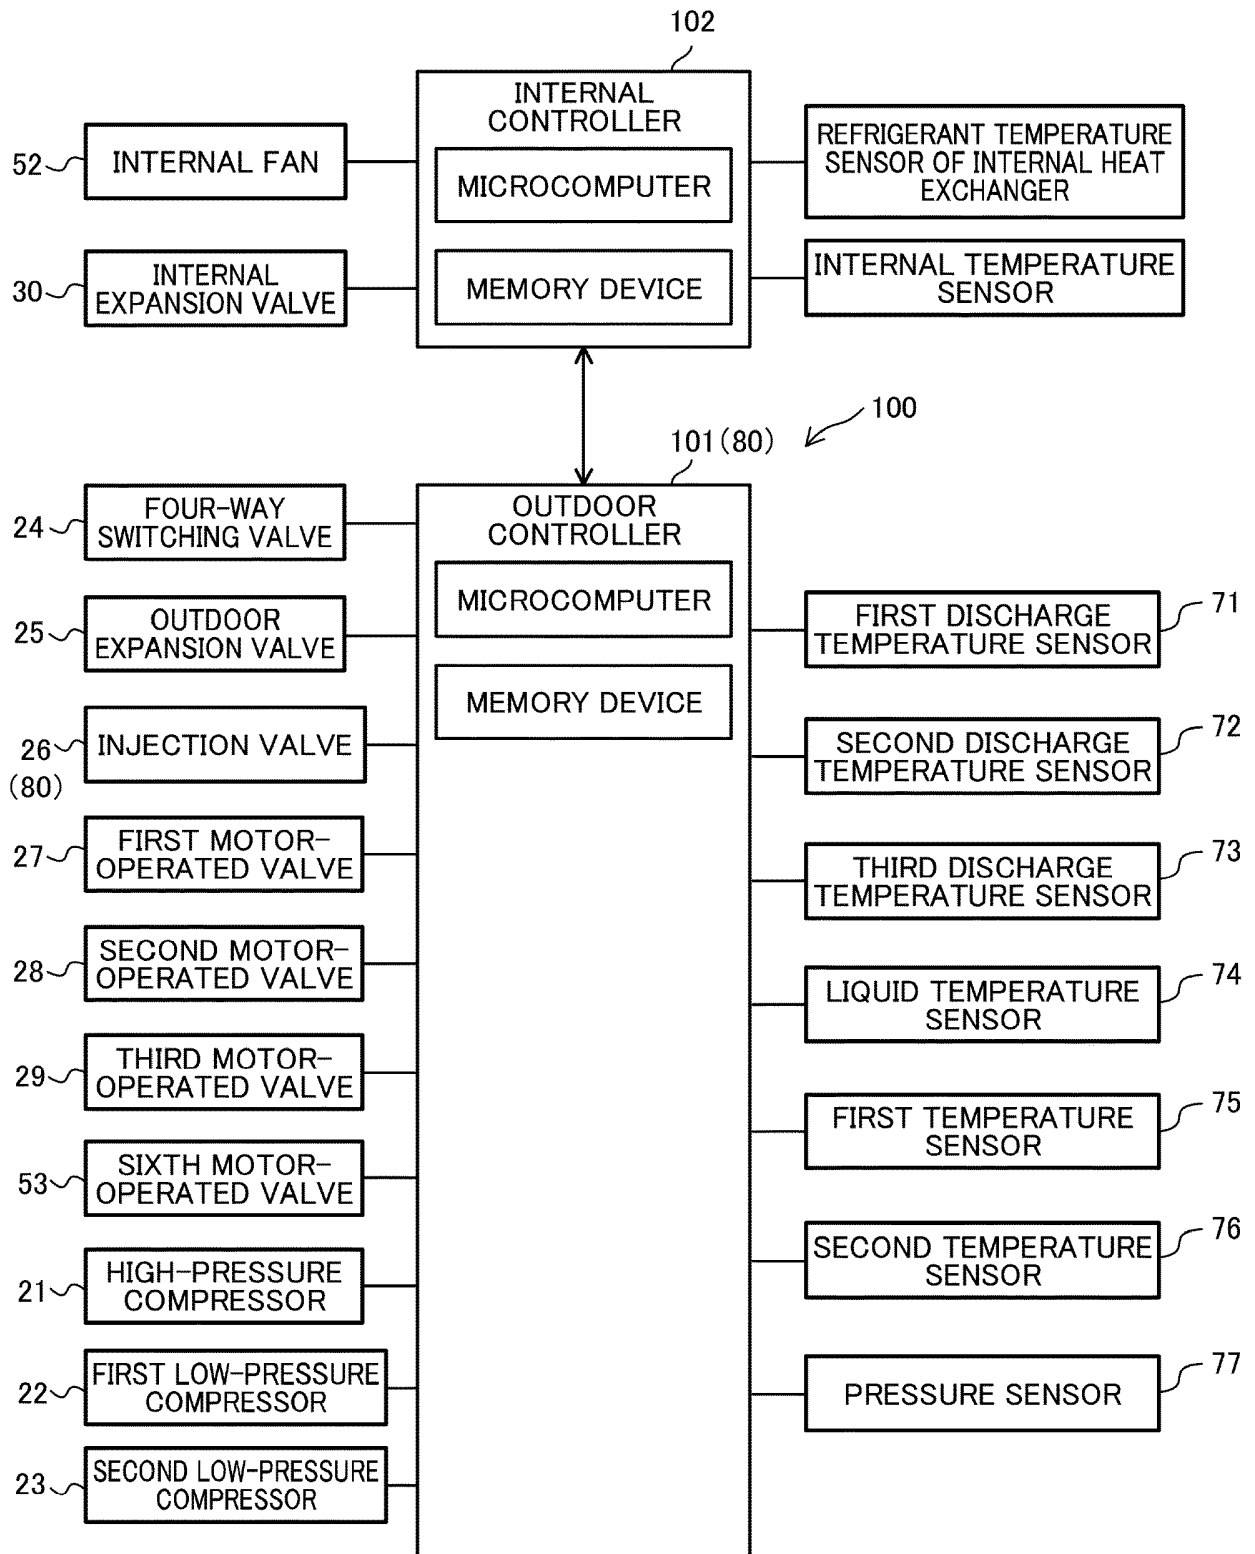 102
INTERNAL
CONTROLLER
MICROCOMPUTER
MEMORY DEVICE
52
INTERNAL FAN
30
INTERNAL
EXPANSION VALVE
REFRIGERANT TEMPERATURE
SENSOR OF INTERNAL HEAT
EXCHANGER
INTERNAL TEMPERATURE
SENSOR
100
101(80)
OUTDOOR
CONTROLLER
MICROCOMPUTER
MEMORY DEVICE
24
FOUR-WAY
SWITCHING VALVE
25
OUTDOOR
EXPANSION VALVE
26
(80)
INJECTION VALVE
27
FIRST MOTOR-
OPERATED VALVE
28
SECOND MOTOR-
OPERATED VALVE
29
THIRD MOTOR-
OPERATED VALVE
53
SIXTH MOTOR-
OPERATED VALVE
21
HIGH-PRESSURE
COMPRESSOR
22
FIRST LOW-PRESSURE
COMPRESSOR
23
SECOND LOW-PRESSURE
COMPRESSOR
FIRST DISCHARGE
TEMPERATURE SENSOR
71
SECOND DISCHARGE
TEMPERATURE SENSOR
72
THIRD DISCHARGE
TEMPERATURE SENSOR
73
LIQUID TEMPERATURE
SENSOR
74
FIRST TEMPERATURE
SENSOR
75
SECOND TEMPERATURE
SENSOR
76
PRESSURE SENSOR
77